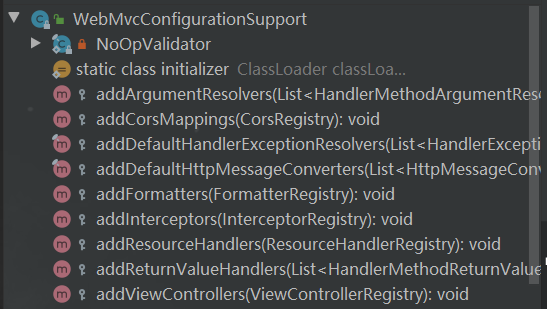 WebMvcConfigurationSupport
NoOpValidator
static class initializer ClassLoader classLoa...
addArgumentResolvers(List<HandlerMethodArgumentReso
addCorsMappings(CorsRegistry): void
addDefaultHandlerExceptionResolvers(List<HandlerExcepti
addDefaultHttpMessageConverters(List<HttpMessageConv
addFormatters(FormatterRegistry): void
addInterceptors(InterceptorRegistry): void
addResourceHandlers(ResourceHandlerRegistry): void
addReturnValueHandlers(List<HandlerMethodReturnValue
addViewControllers(ViewControllerRegistry): void